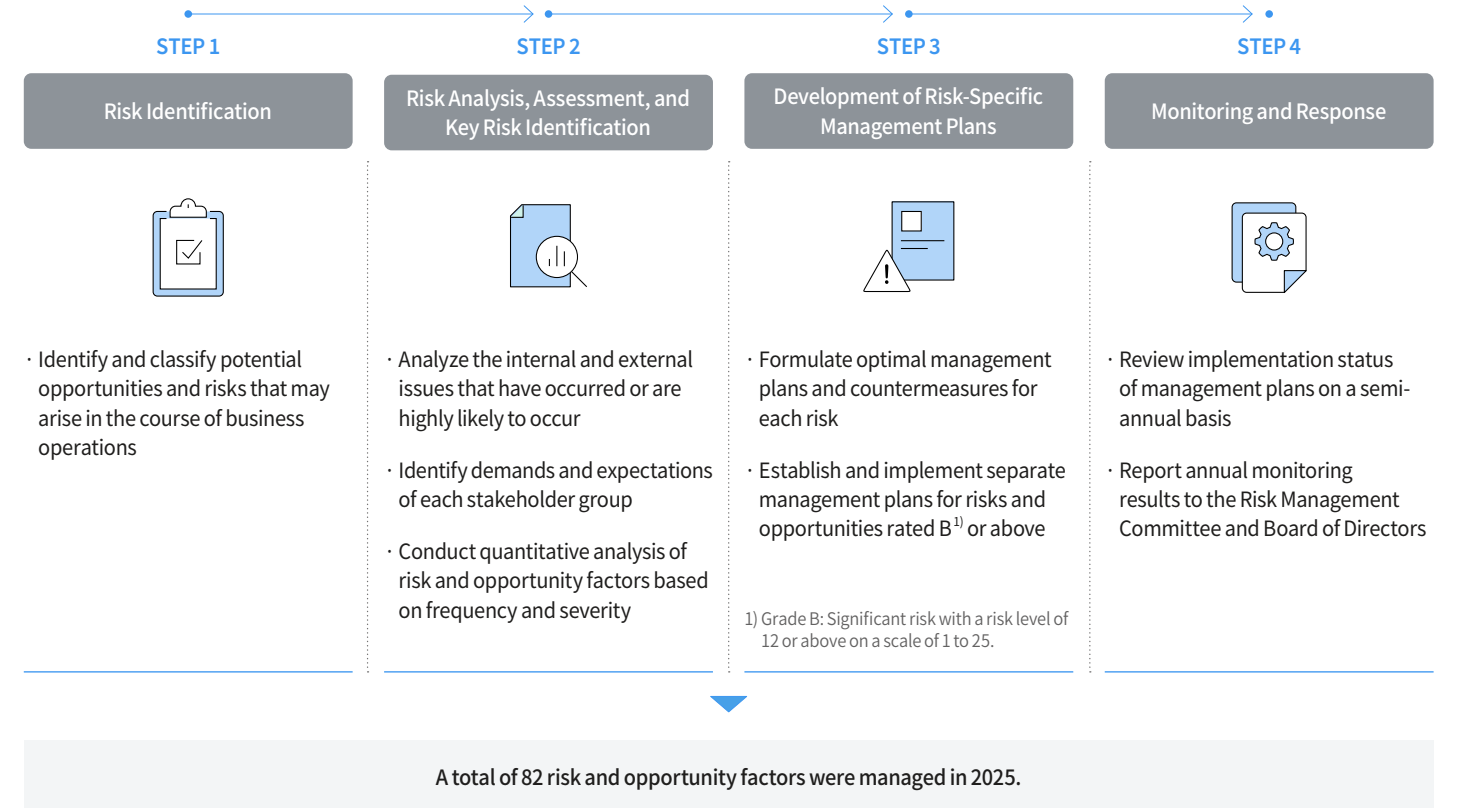 STEP 1
Risk Identification
· Identify and classify potential
opportunities and risks that may
arise in the course of business
operations
STEP 2
Risk Analysis, Assessment, and
Key Risk Identification
· Analyze the internal and external
issues that have occurred or are
highly likely to occur
· Identify demands and expectations
of each stakeholder group
· Conduct quantitative analysis of
risk and opportunity factors based
on frequency and severity
STEP 3
Development of Risk-Specific
Management Plans
· Formulate optimal management
plans and countermeasures for
each risk
· Establish and implement separate
management plans for risks and
opportunities rated B1) or above
1) Grade B: Significant risk with a risk level of
12 or above on a scale of 1 to 25.
STEP 4
Monitoring and Response
· Review implementation status
of management plans on a semi-
annual basis
· Report annual monitoring
results to the Risk Management
Committee and Board of Directors
A total of 82 risk and opportunity factors were managed in 2025.